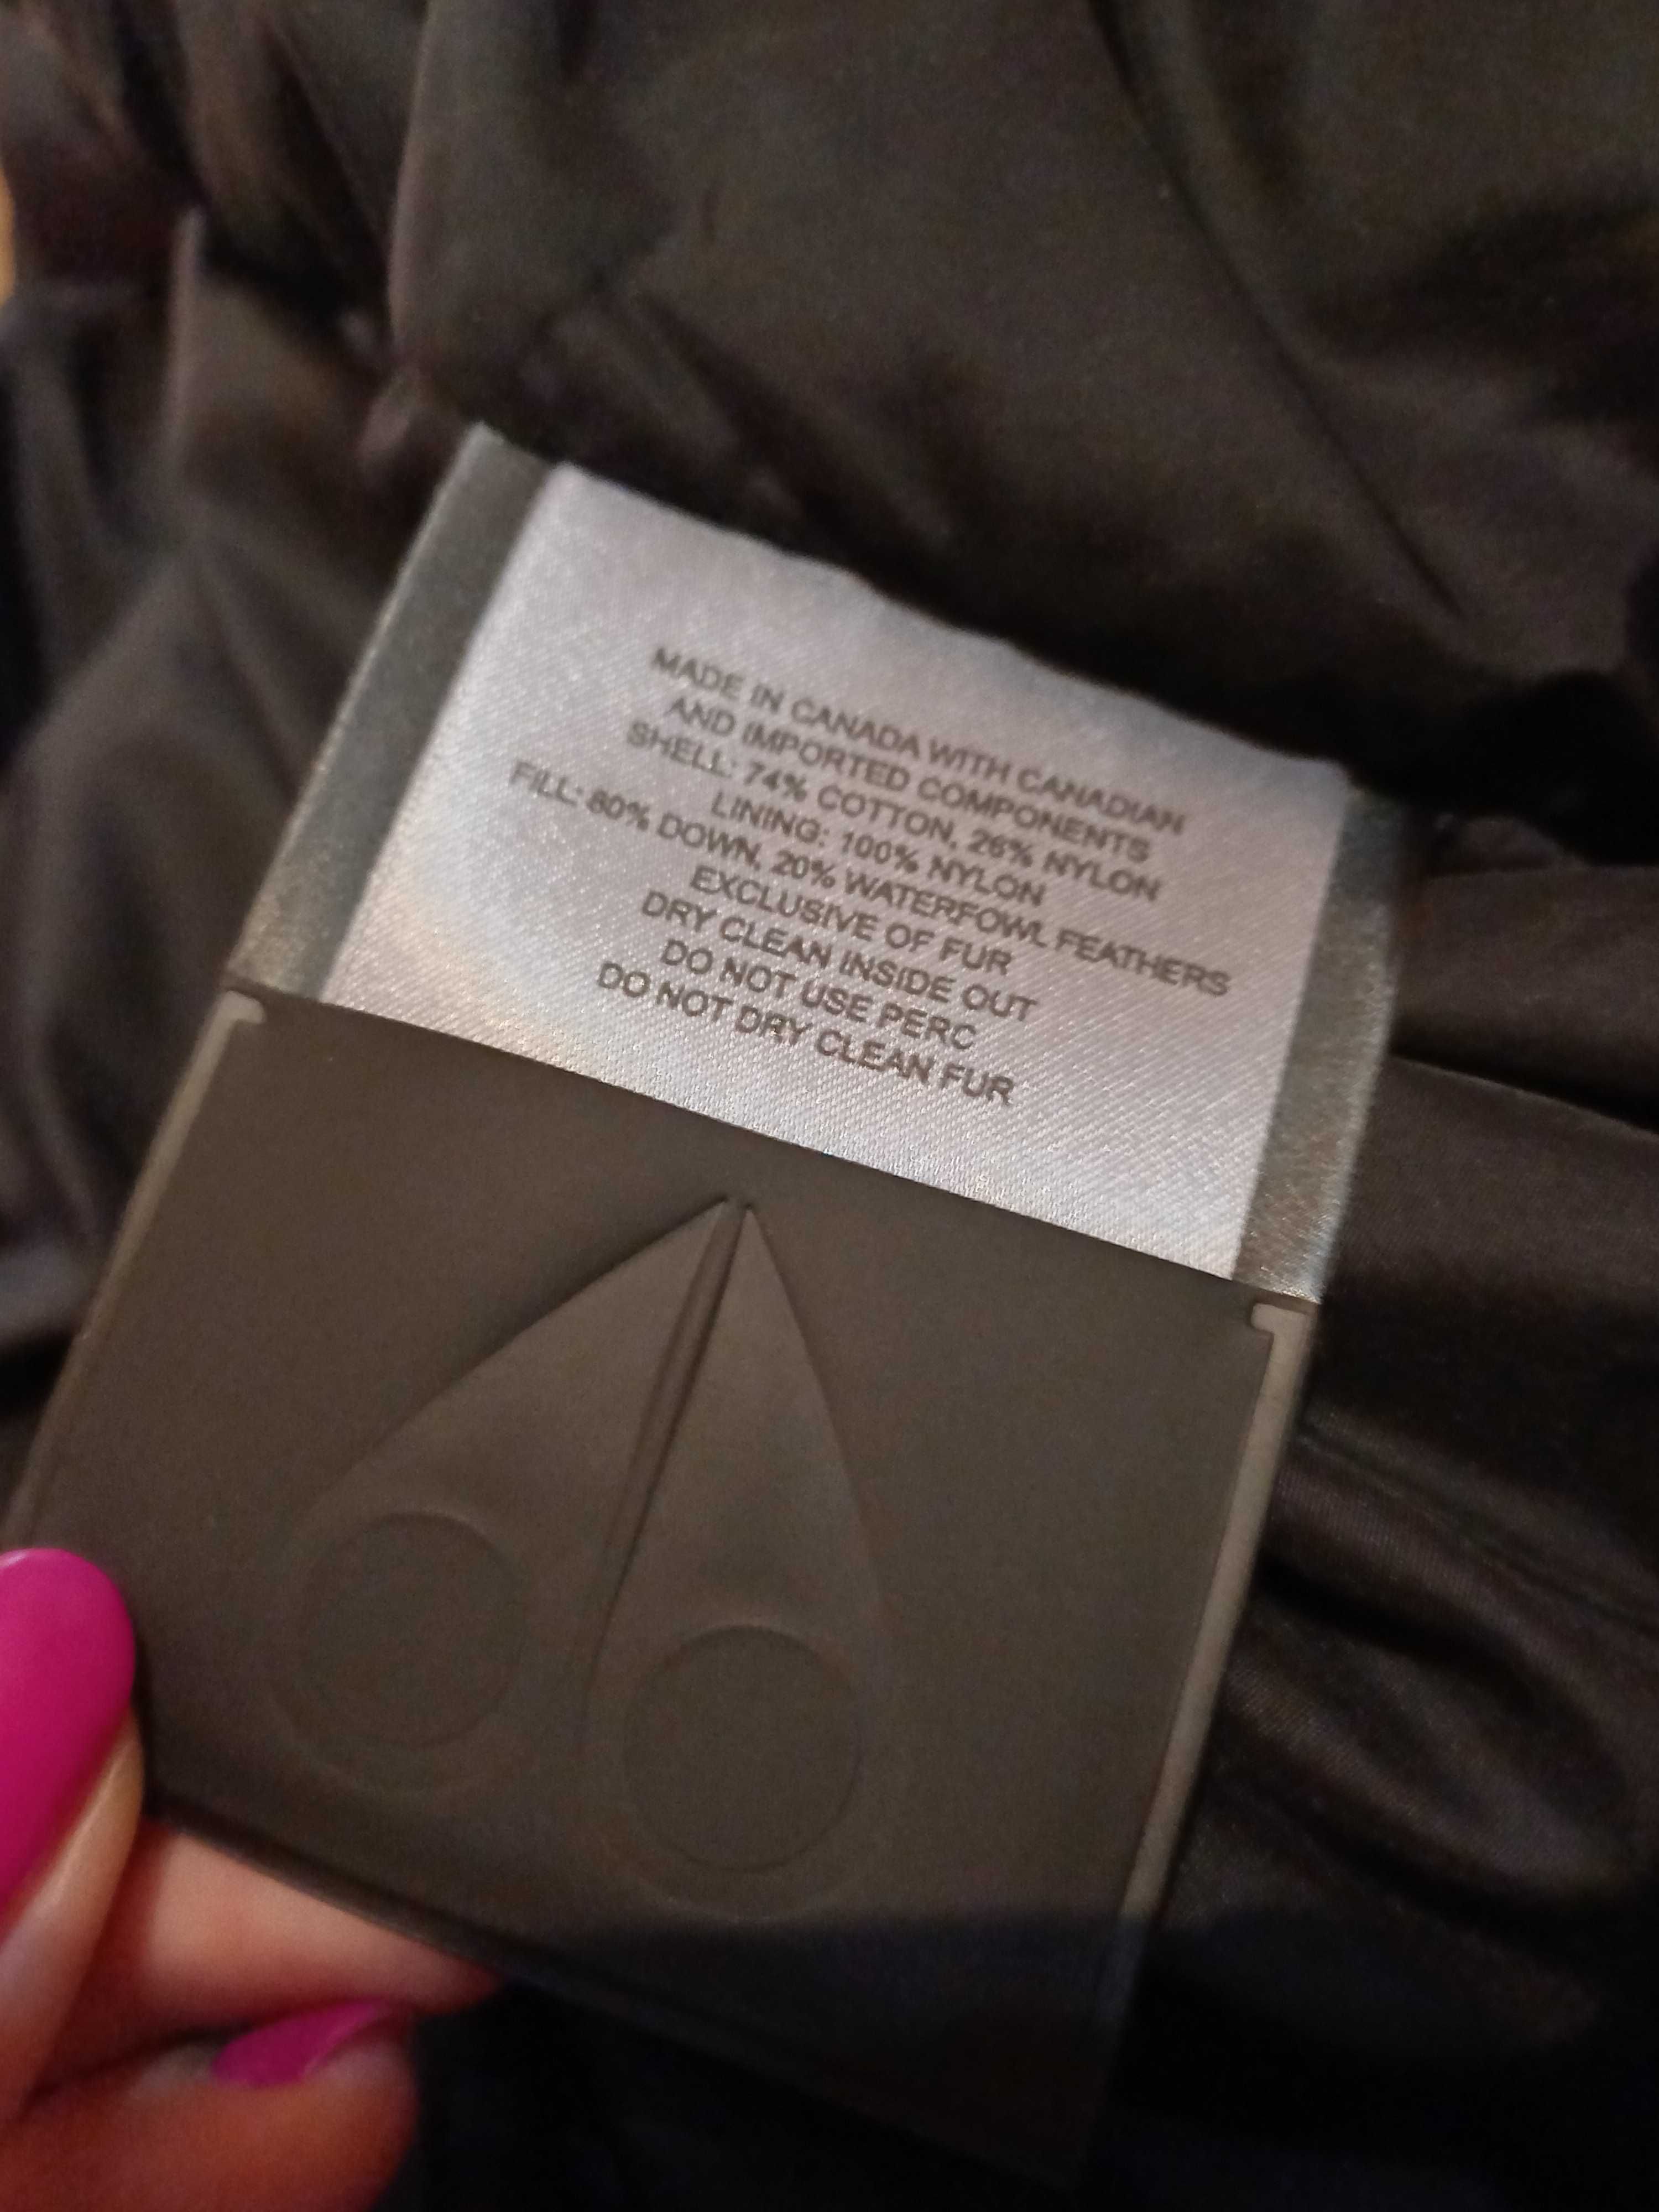 MADE IN CANADA WITH CANADIAN
AND IMPORTED COMPONENTS
SHELL: 74% COTTON, 26% NYLON
LINING: 100% NYLON
FILL: 80% DOWN, 20% WATERFOWL FEATHERS
EXCLUSIVE OF FUR
DRY CLEAN INSIDE OUT
DO NOT USE PERC
DO NOT DRY CLEAN FUR